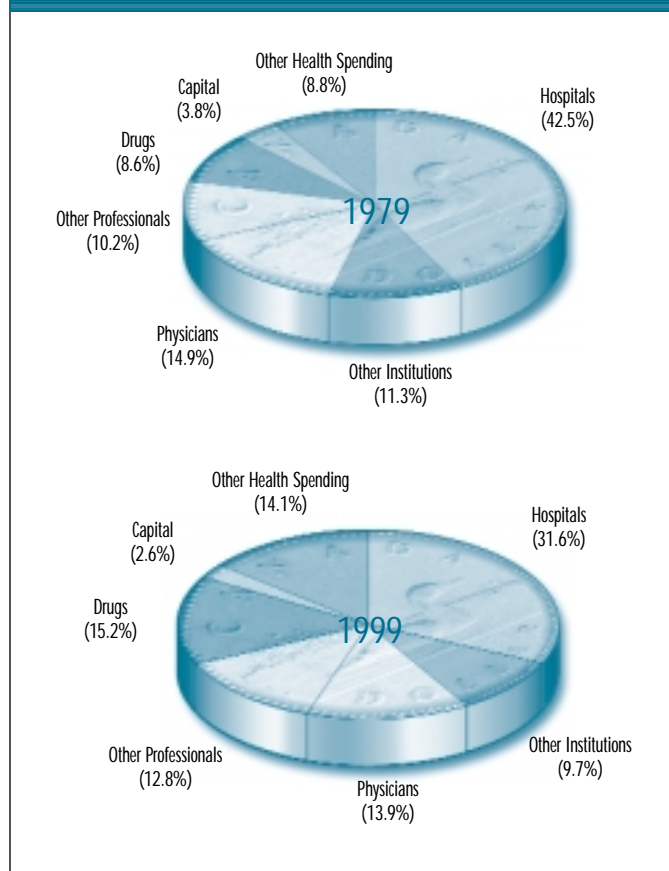 Other Health Spending
(8.8%)
Capital
(3.8%)
Hospitals
(42.5%)
Drugs
(8.6%)
Other Professionals
(10.2%)
1979
Physicians
(14.9%)
Other Institutions
(11.3%)
Other Health Spending
(14.1%)
Capital
(2.6%)
Hospitals
(31.6%)
Drugs
(15.2%)
1999
Other Professionals
(12.8%)
Physicians
(13.9%)
Other Institutions
(9.7%)